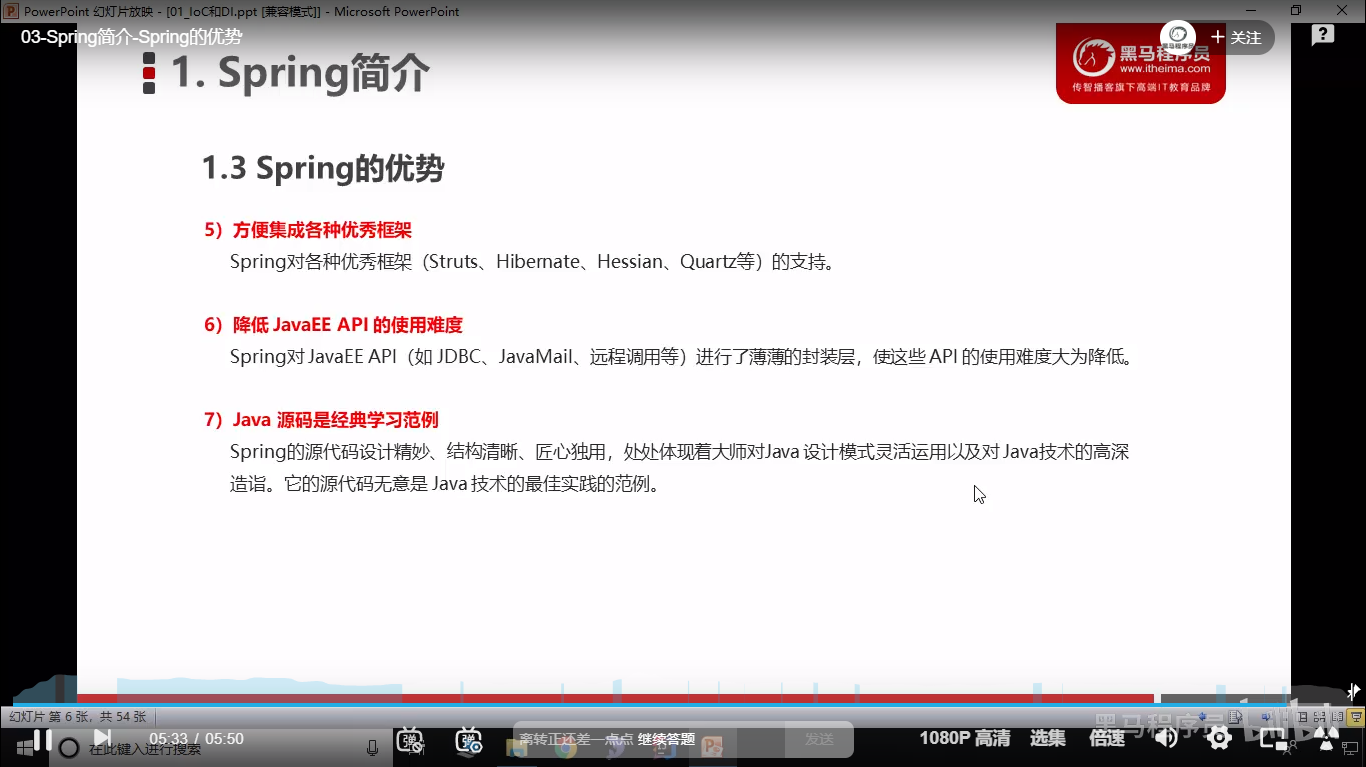 PowerPoint 幻灯片放映 - [01_IoC和DI.ppt [兼容模式]] - Microsoft PowerPoint
03-Spring简介-Spring的优势
+ 关注
?
1. Spring简介
黑马程序员
www.itheima.com
传智播客旗下高端IT教育品牌
1.3 Spring的优势
5）方便集成各种优秀框架
Spring对各种优秀框架（Struts、Hibernate、Hessian、Quartz等）的支持。
6）降低 JavaEE API 的使用难度
Spring对 JavaEE API（如 JDBC、JavaMail、远程调用等）进行了薄薄的封装层，使这些 API 的使用难度大为降低。
7）Java 源码是经典学习范例
Spring的源代码设计精妙、结构清晰、匠心独用，处处体现着大师对Java 设计模式灵活运用以及对 Java技术的高深
造诣。它的源代码无意是 Java 技术的最佳实践的范例。
幻灯片 第 6 张，共 54 张
黑马程序员
bilibili
05:33 / 05:50
在此键入进行搜索
弹
弹
离转正还差一点点 继续答题
发送
1080P 高清
选集
倍速